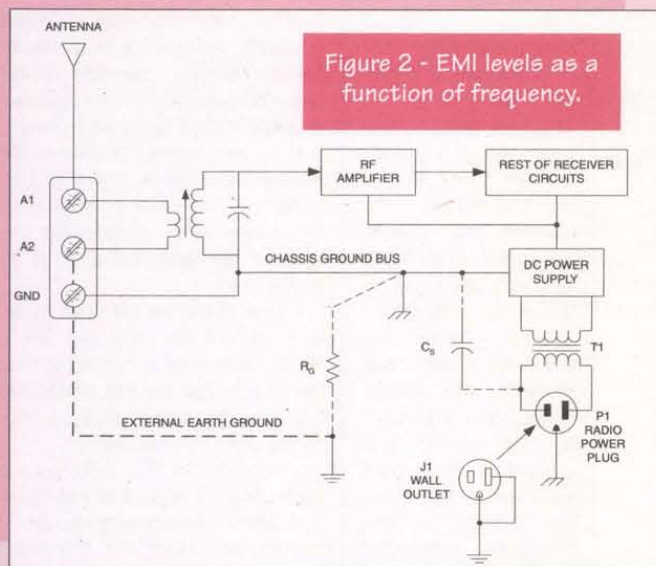 ANTENNA
Figure 2 - EMI levels as a
function of frequency.
RF
AMPLIFIER
REST OF RECEIVER
CIRCUITS
A1
A2
GND
CHASSIS GROUND BUS
DC POWER
SUPPLY
RG
CS
T1
EXTERNAL EARTH GROUND
P1
RADIO
POWER
PLUG
J1
WALL
OUTLET